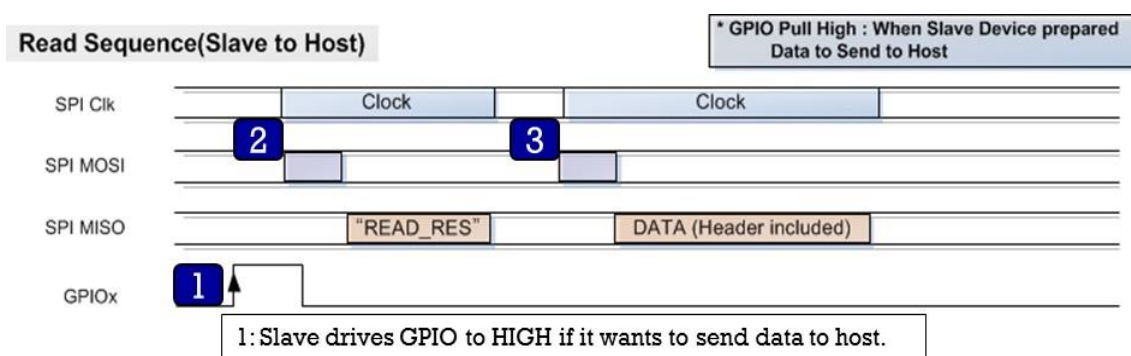 Read Sequence(Slave to Host)
* GPIO Pull High : When Slave Device prepared
Data to Send to Host
SPI Clk
Clock
Clock
2
3
SPI MOSI
SPI MISO
"READ_RES"
DATA (Header included)
1
GPIOx
1: Slave drives GPIO to HIGH if it wants to send data to host.